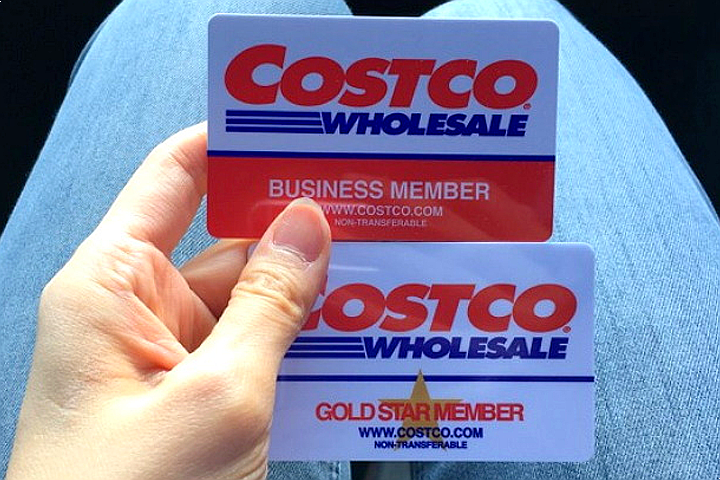 COSTCO
WHOLESALE
BUSINESS MEMBER
WWW.COSTCO.COM
NON-TRANSFERABLE
COSTCO
WHOLESALE
GOLD STAR MEMBER
WWW.COSTCO.COM
NON-TRANSFERABLE